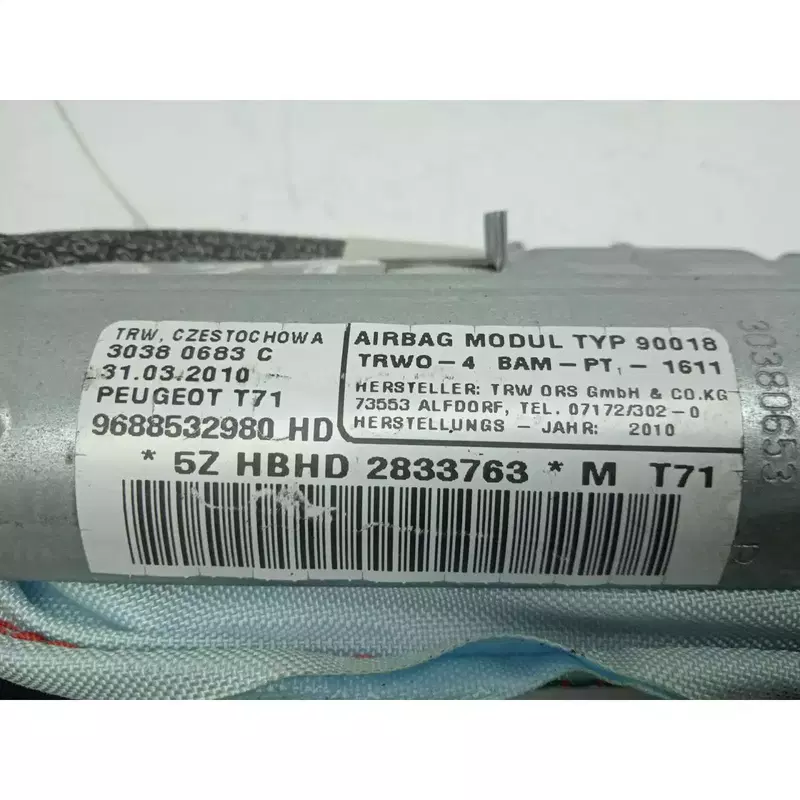 TRW, CZESTOCHOWA
3038 0683 C
31.03.2010
PEUGEOT T71
9688532980 HD
AIRBAG MODUL TYP 90018
TRWO-4 BAM-PT, - 1611
HERSTELLER: TRW ORS GmbH & CO.KG
73553 ALFDORF, TEL. 07172/302-0
HERSTELLUNGS - JAHR: 2010
* 5Z HBHD 2833763 * M T71
30380653